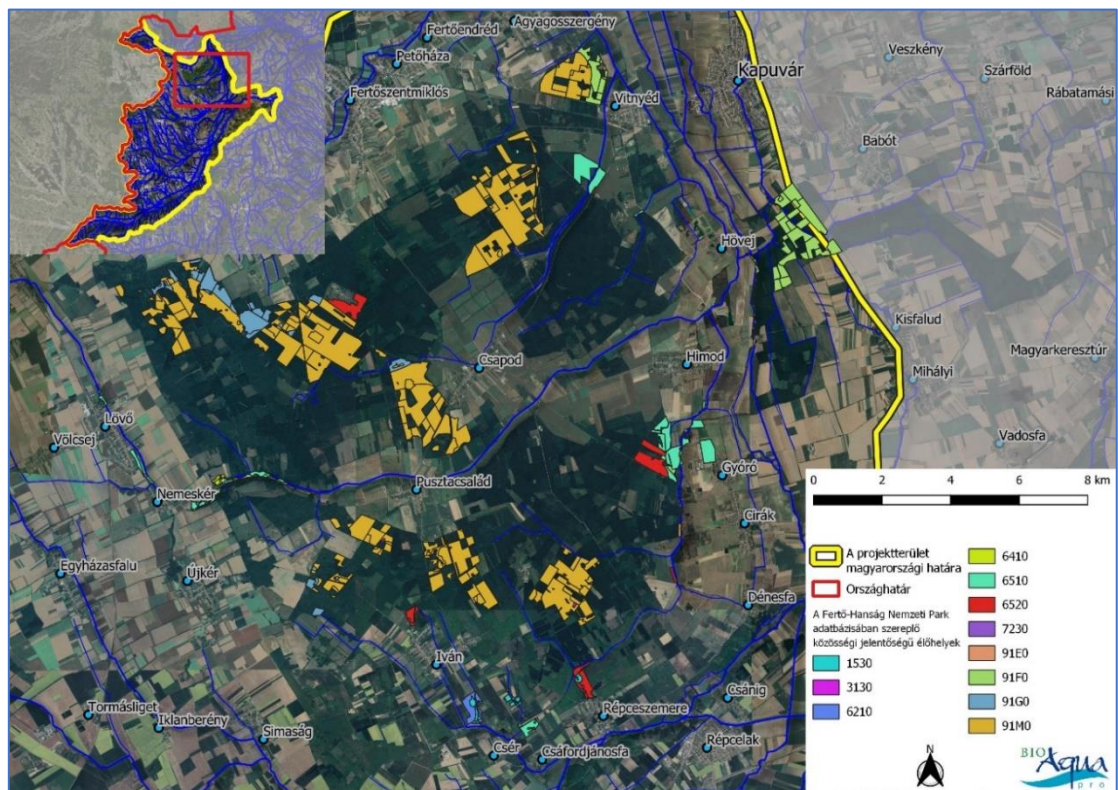 Agyagosszergény
Fertőendréd
Petőháza
Veszkény
Kapuvár
Szárföld
Fertőszentmiklós
Vitnyéd
Rábatamási
Babót
Hövej
Kisfalud
Magyarkeresztúr
Csapod
Himod
Mihályi
Lövő
Völcsej
Vadosfa
Gyóró
Pusztacsalád
Nemeskér
Cirák
Egyházasfalu
Újkér
Dénesfa
Iván
Csánig
Tormásliget
Iklanberény
Répceszemere
Simaság
Csér
Csáfordjánosfa
Répcelak
0 2 4 6 8 km
A projektterület
magyarországi határa
Országhatár
A Fertő-Hanság Nemzeti Park
adatbázisában szereplő
közösségi jelentőségű élőhelyek
1530
3130
6210
6410
6510
6520
7230
91E0
91F0
91G0
91M0
N
BIO
Aqua
pro